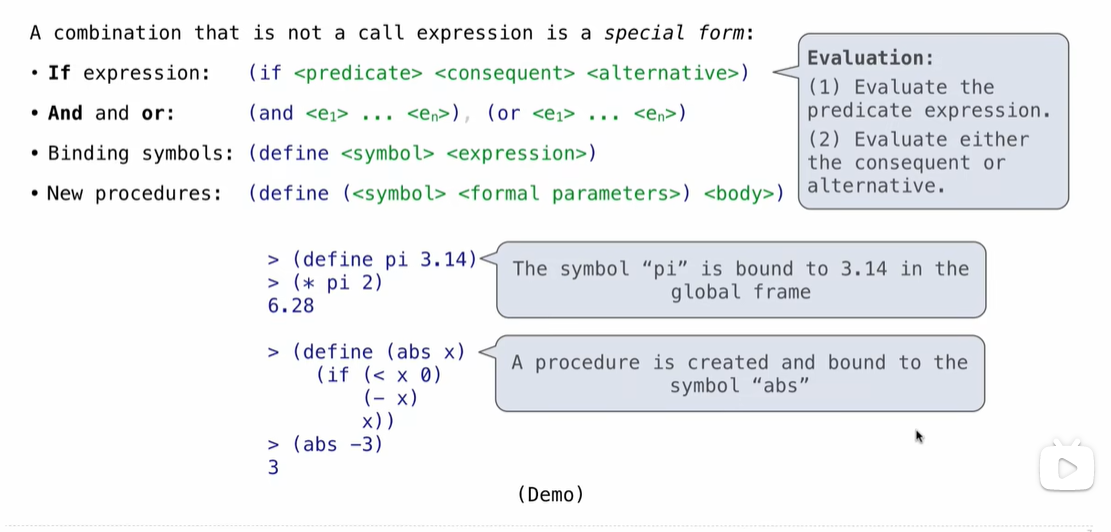 A combination that is not a call expression is a special form:
• If expression: (if <predicate> <consequent> <alternative>)
• And and or: (and <e₁> ... <eₙ>), (or <e₁> ... <eₙ>)
• Binding symbols: (define <symbol> <expression>)
• New procedures: (define (<symbol> <formal parameters>) <body>)
Evaluation:
(1) Evaluate the
predicate expression.
(2) Evaluate either
the consequent or
alternative.
> (define pi 3.14)
> (* pi 2)
6.28
The symbol “pi” is bound to 3.14 in the
global frame
> (define (abs x)
(if (< x 0)
(- x)
x))
> (abs -3)
3
A procedure is created and bound to the
symbol “abs”
(Demo)